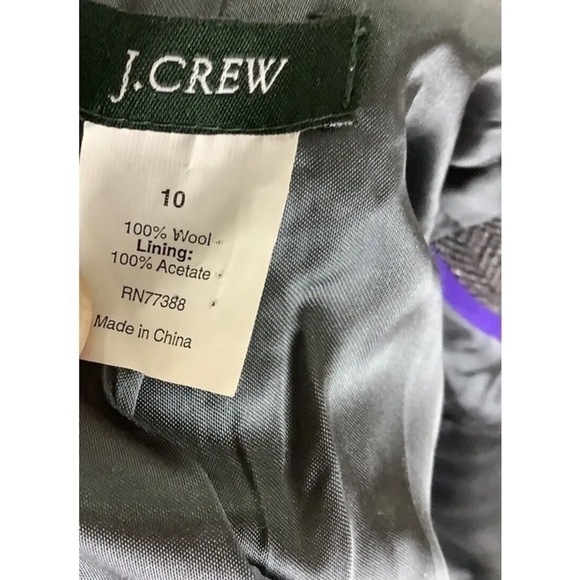 J.CREW
10
100% Wool
Lining:
100% Acetate
RN77388
Made in China